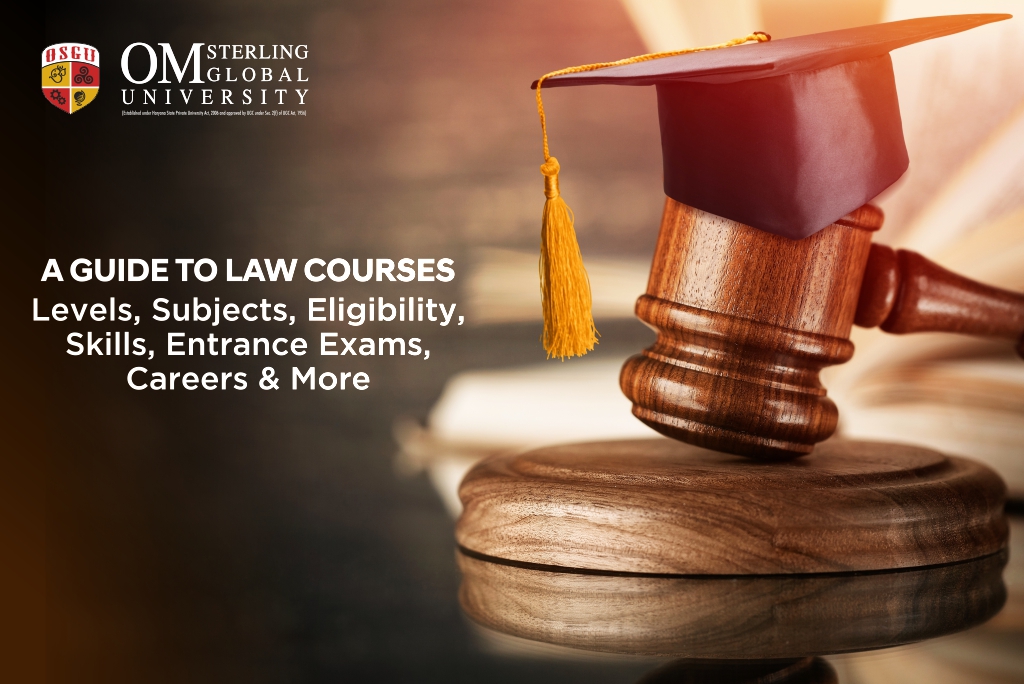 OSGU
OM STERLING
GLOBAL
UNIVERSITY
(Established under Haryana State Private University Act, 2006 and approved by UGC under Sec. 2(f) of UGC Act, 1956)
A GUIDE TO LAW COURSES
Levels, Subjects, Eligibility,
Skills, Entrance Exams,
Careers & More